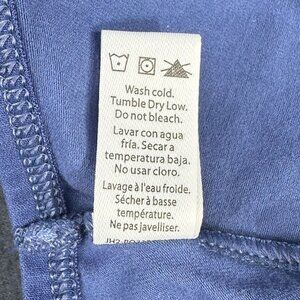 Wash cold.
Tumble Dry Low.
Do not bleach.
Lavar con agua
fría. Secar a
temperatura baja.
No usar cloro.
Lavage à l'eau froide.
Sécher à basse
température.
Ne pas javelliser.